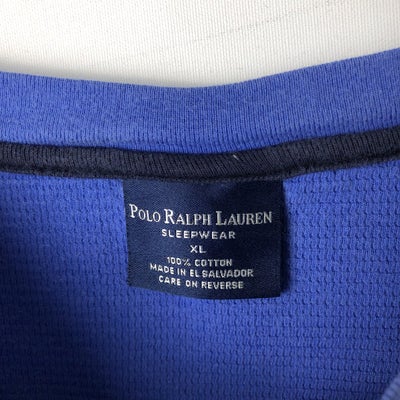 POLO RALPH LAUREN
SLEEPWEAR
XL
100% COTTON
MADE IN EL SALVADOR
CARE ON REVERSE